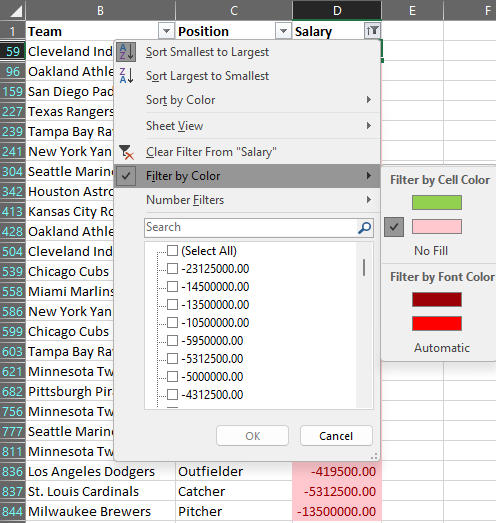 B C D E F
1 Team Position Salary
59 Cleveland Ind
96 Oakland Athle
159 San Diego Pad
227 Texas Rangers
239 Tampa Bay Ra
241 New York Yan
304 Seattle Marine
342 Houston Astro
413 Kansas City Ro
428 Oakland Athle
504 Cleveland Ind
539 Chicago Cubs
558 Miami Marlins
586 New York Yan
599 Chicago Cubs
603 Tampa Bay Ra
621 Minnesota Tw
682 Pittsburgh Pira
756 Minnesota Tw
777 Seattle Marine
811 Minnesota Tw
836 Los Angeles Dodgers Outfielder -419500.00
837 St. Louis Cardinals Catcher -5312500.00
844 Milwaukee Brewers Pitcher -13500000.00
A
Z
Sort Smallest to Largest
Z
A
Sort Largest to Smallest
Sort by Color
Sheet View
Clear Filter From "Salary"
Filter by Color
Number Filters
Search
(Select All)
-23125000.00
-14500000.00
-13500000.00
-10500000.00
-5950000.00
-5312500.00
-5000000.00
-4312500.00
OK Cancel
Filter by Cell Color
No Fill
Filter by Font Color
Automatic